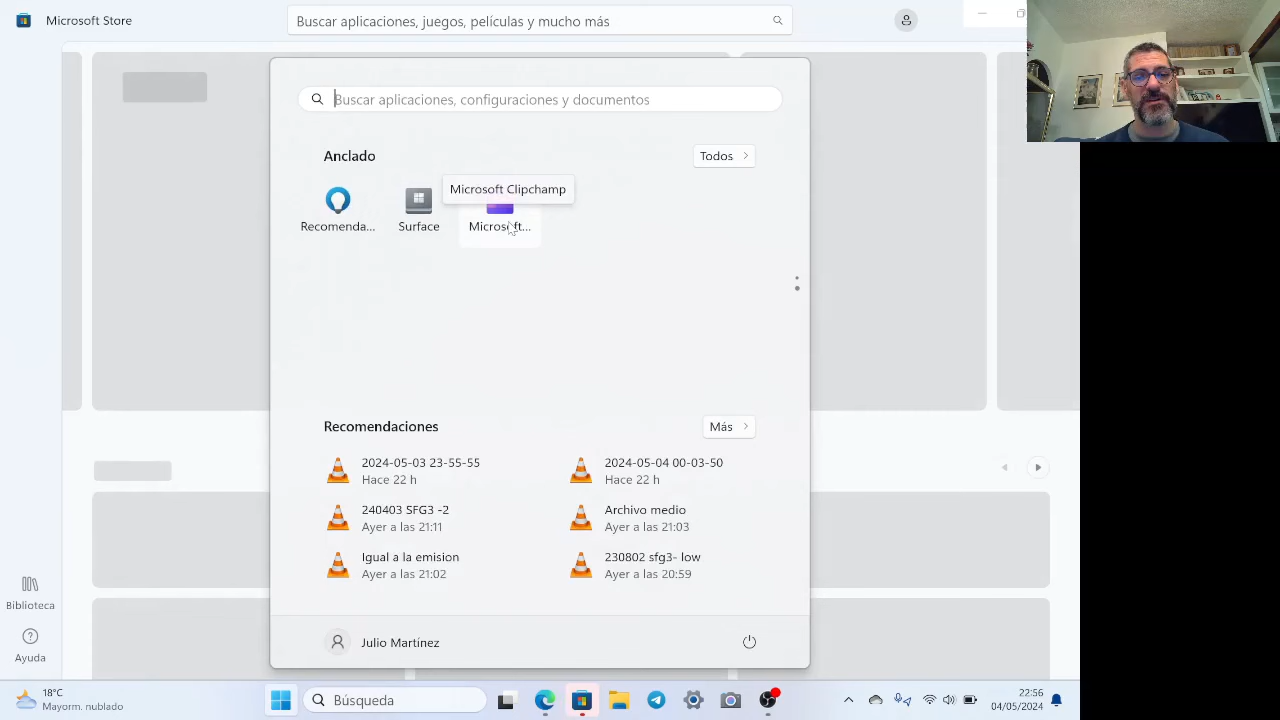 Microsoft Store
Buscar aplicaciones, juegos, películas y mucho más
Buscar aplicaciones, configuraciones y documentos
Anclado
Todos
Microsoft Clipchamp
Recomenda...
Surface
Microsoft...
Recomendaciones
Más
2024-05-03 23-55-55
Hace 22 h
2024-05-04 00-03-50
Hace 22 h
240403 SFG3 -2
Ayer a las 21:11
Archivo medio
Ayer a las 21:03
Igual a la emision
Ayer a las 21:02
230802 sfg3- low
Ayer a las 20:59
Biblioteca
Ayuda
Julio Martínez
18°C
Mayorm. nublado
Búsqueda
22:56
04/05/2024